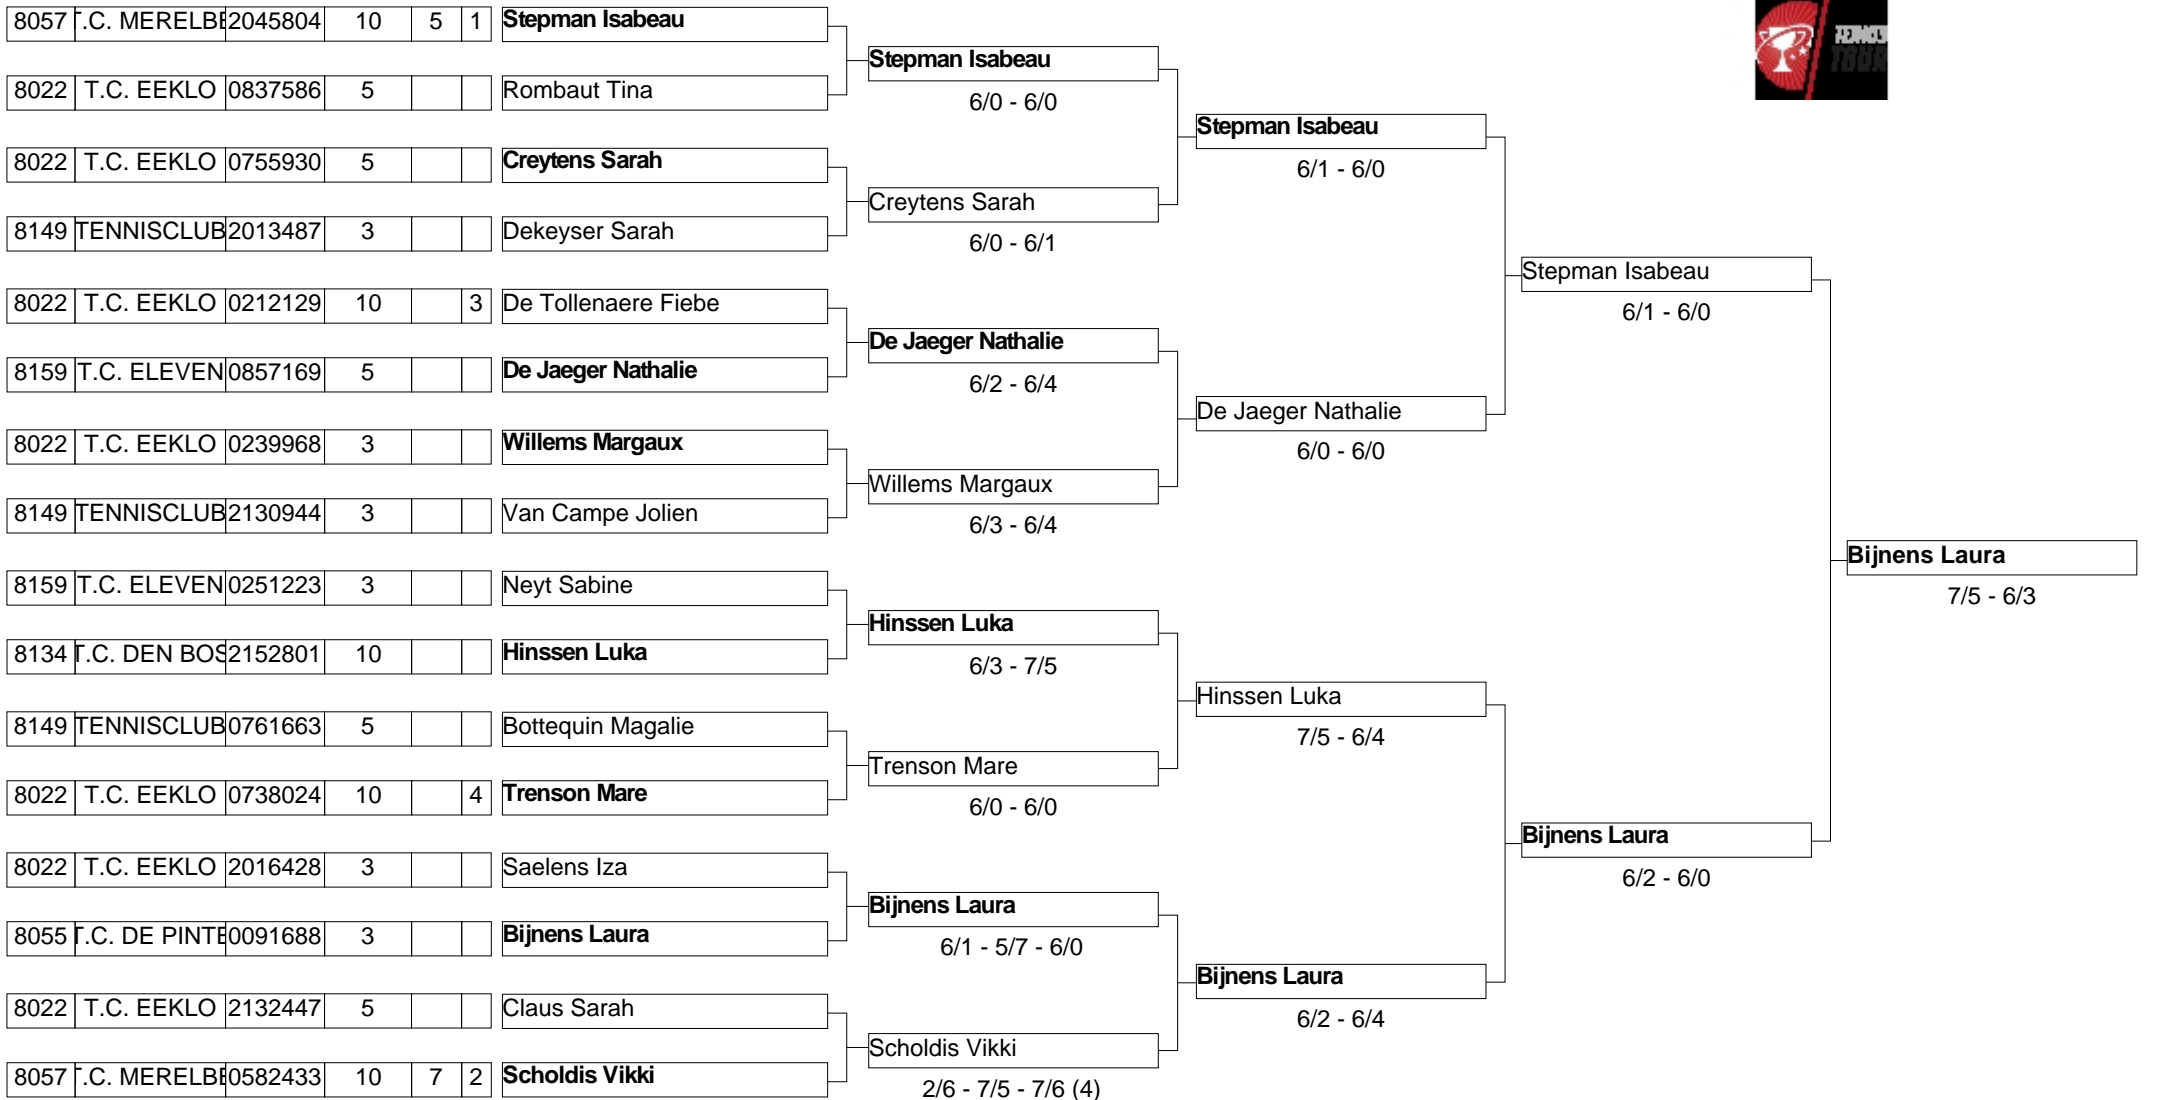 8057 T.C. MERELBE 2045804 10 5 1 Stepman Isabeau
8022 T.C. EEKLO 0837586 5 Rombaut Tina
8022 T.C. EEKLO 0755930 5 Creytens Sarah
8149 TENNISCLUB 2013487 3 Dekeyser Sarah
8022 T.C. EEKLO 0212129 10 3 De Tollenaere Fiebe
8159 T.C. ELEVEN 0857169 5 De Jaeger Nathalie
8022 T.C. EEKLO 0239968 3 Willems Margaux
8149 TENNISCLUB 2130944 3 Van Campe Jolien
8159 T.C. ELEVEN 0251223 3 Neyt Sabine
8134 T.C. DEN BOS 2152801 10 Hinssen Luka
8149 TENNISCLUB 0761663 5 Bottequin Magalie
8022 T.C. EEKLO 0738024 10 4 Trenson Mare
8022 T.C. EEKLO 2016428 3 Saelens Iza
8055 T.C. DE PINTE 0091688 3 Bijnens Laura
8022 T.C. EEKLO 2132447 5 Claus Sarah
8057 T.C. MERELBE 0582433 10 7 2 Scholdis Vikki
Stepman Isabeau
6/0 - 6/0
Creytens Sarah
6/0 - 6/1
De Jaeger Nathalie
6/2 - 6/4
Willems Margaux
6/3 - 6/4
Hinssen Luka
6/3 - 7/5
Trenson Mare
6/0 - 6/0
Bijnens Laura
6/1 - 5/7 - 6/0
Scholdis Vikki
2/6 - 7/5 - 7/6 (4)
Stepman Isabeau
6/1 - 6/0
De Jaeger Nathalie
6/0 - 6/0
Hinssen Luka
7/5 - 6/4
Bijnens Laura
6/2 - 6/4
Stepman Isabeau
6/1 - 6/0
Bijnens Laura
6/2 - 6/0
Bijnens Laura
7/5 - 6/3